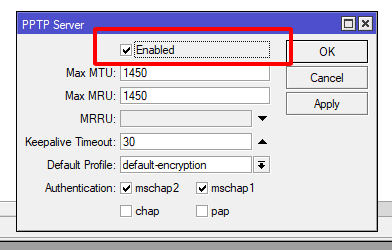 PPTP Server
Enabled
OK
Max MTU: 1450
Cancel
Max MRU: 1450
Apply
MRRU:
Keepalive Timeout: 30
Default Profile: default-encryption
Authentication: mschap2 mschap1
chap pap